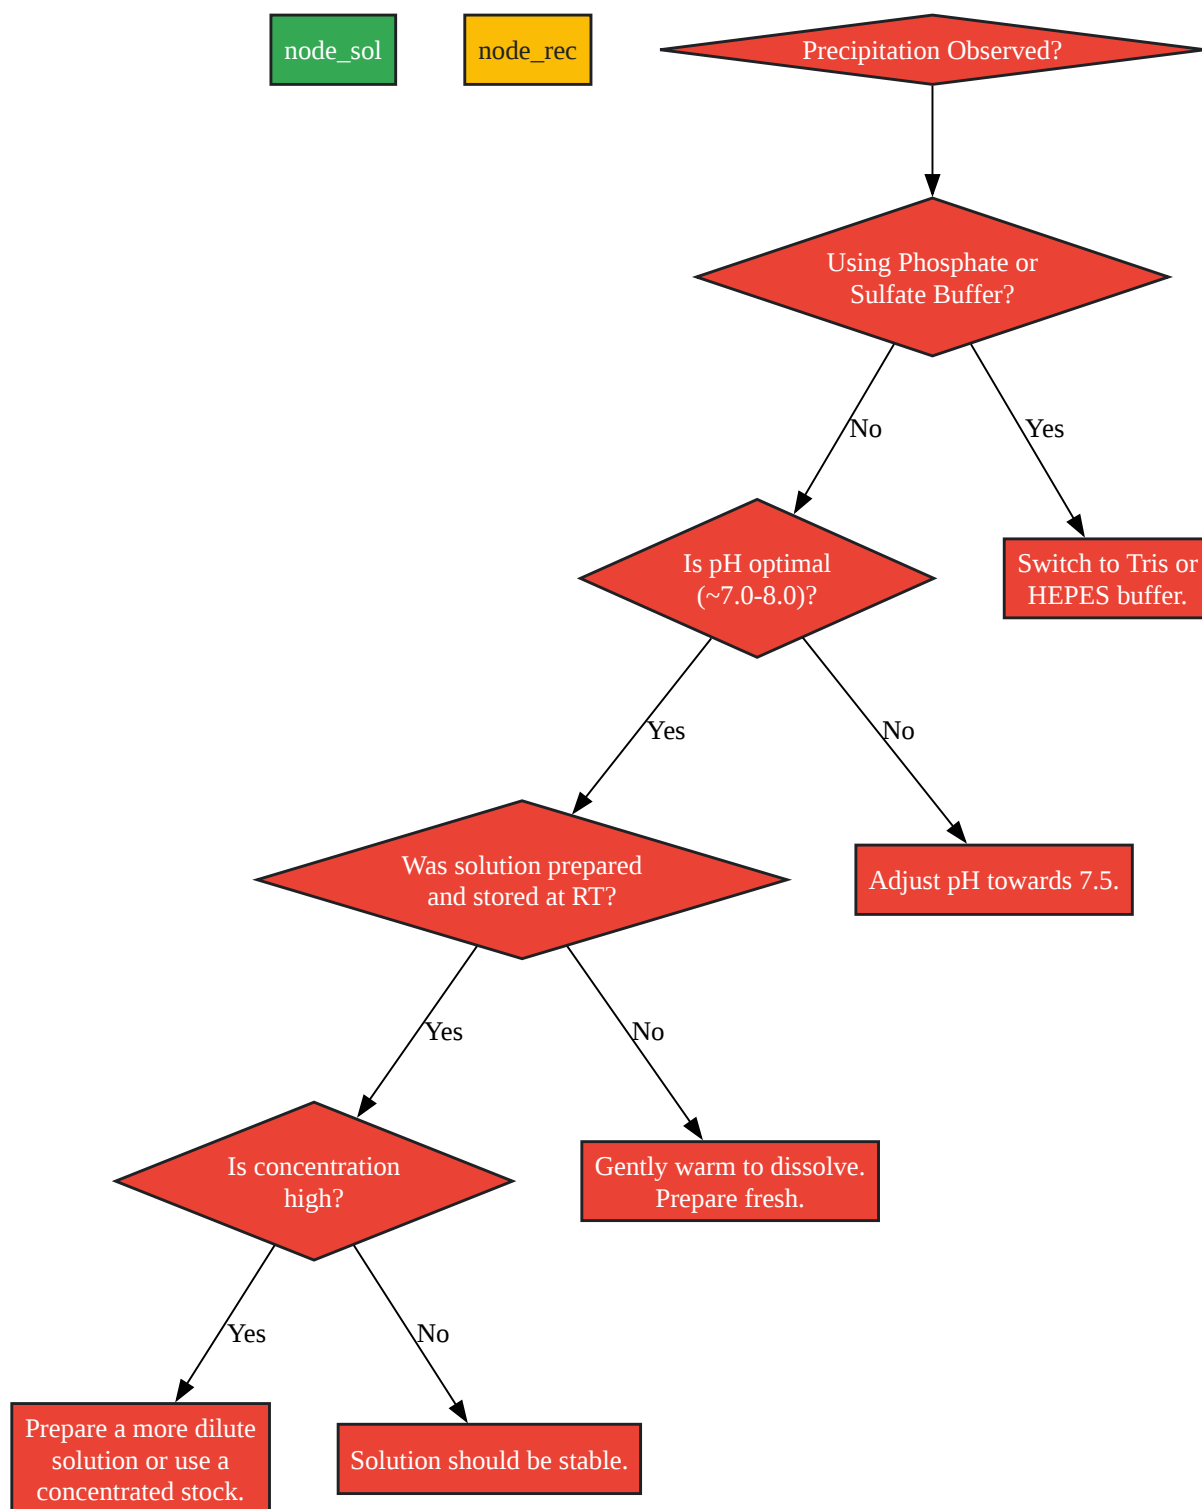 node_sol
node_rec
Precipitation Observed?
Using Phosphate or
Sulfate Buffer?
No
Yes
Is pH optimal
(~7.0-8.0)?
Switch to Tris or
HEPES buffer.
Yes
No
Was solution prepared
and stored at RT?
Adjust pH towards 7.5.
Yes
No
Is concentration
high?
Gently warm to dissolve.
Prepare fresh.
Yes
No
Prepare a more dilute
solution or use a
concentrated stock.
Solution should be stable.